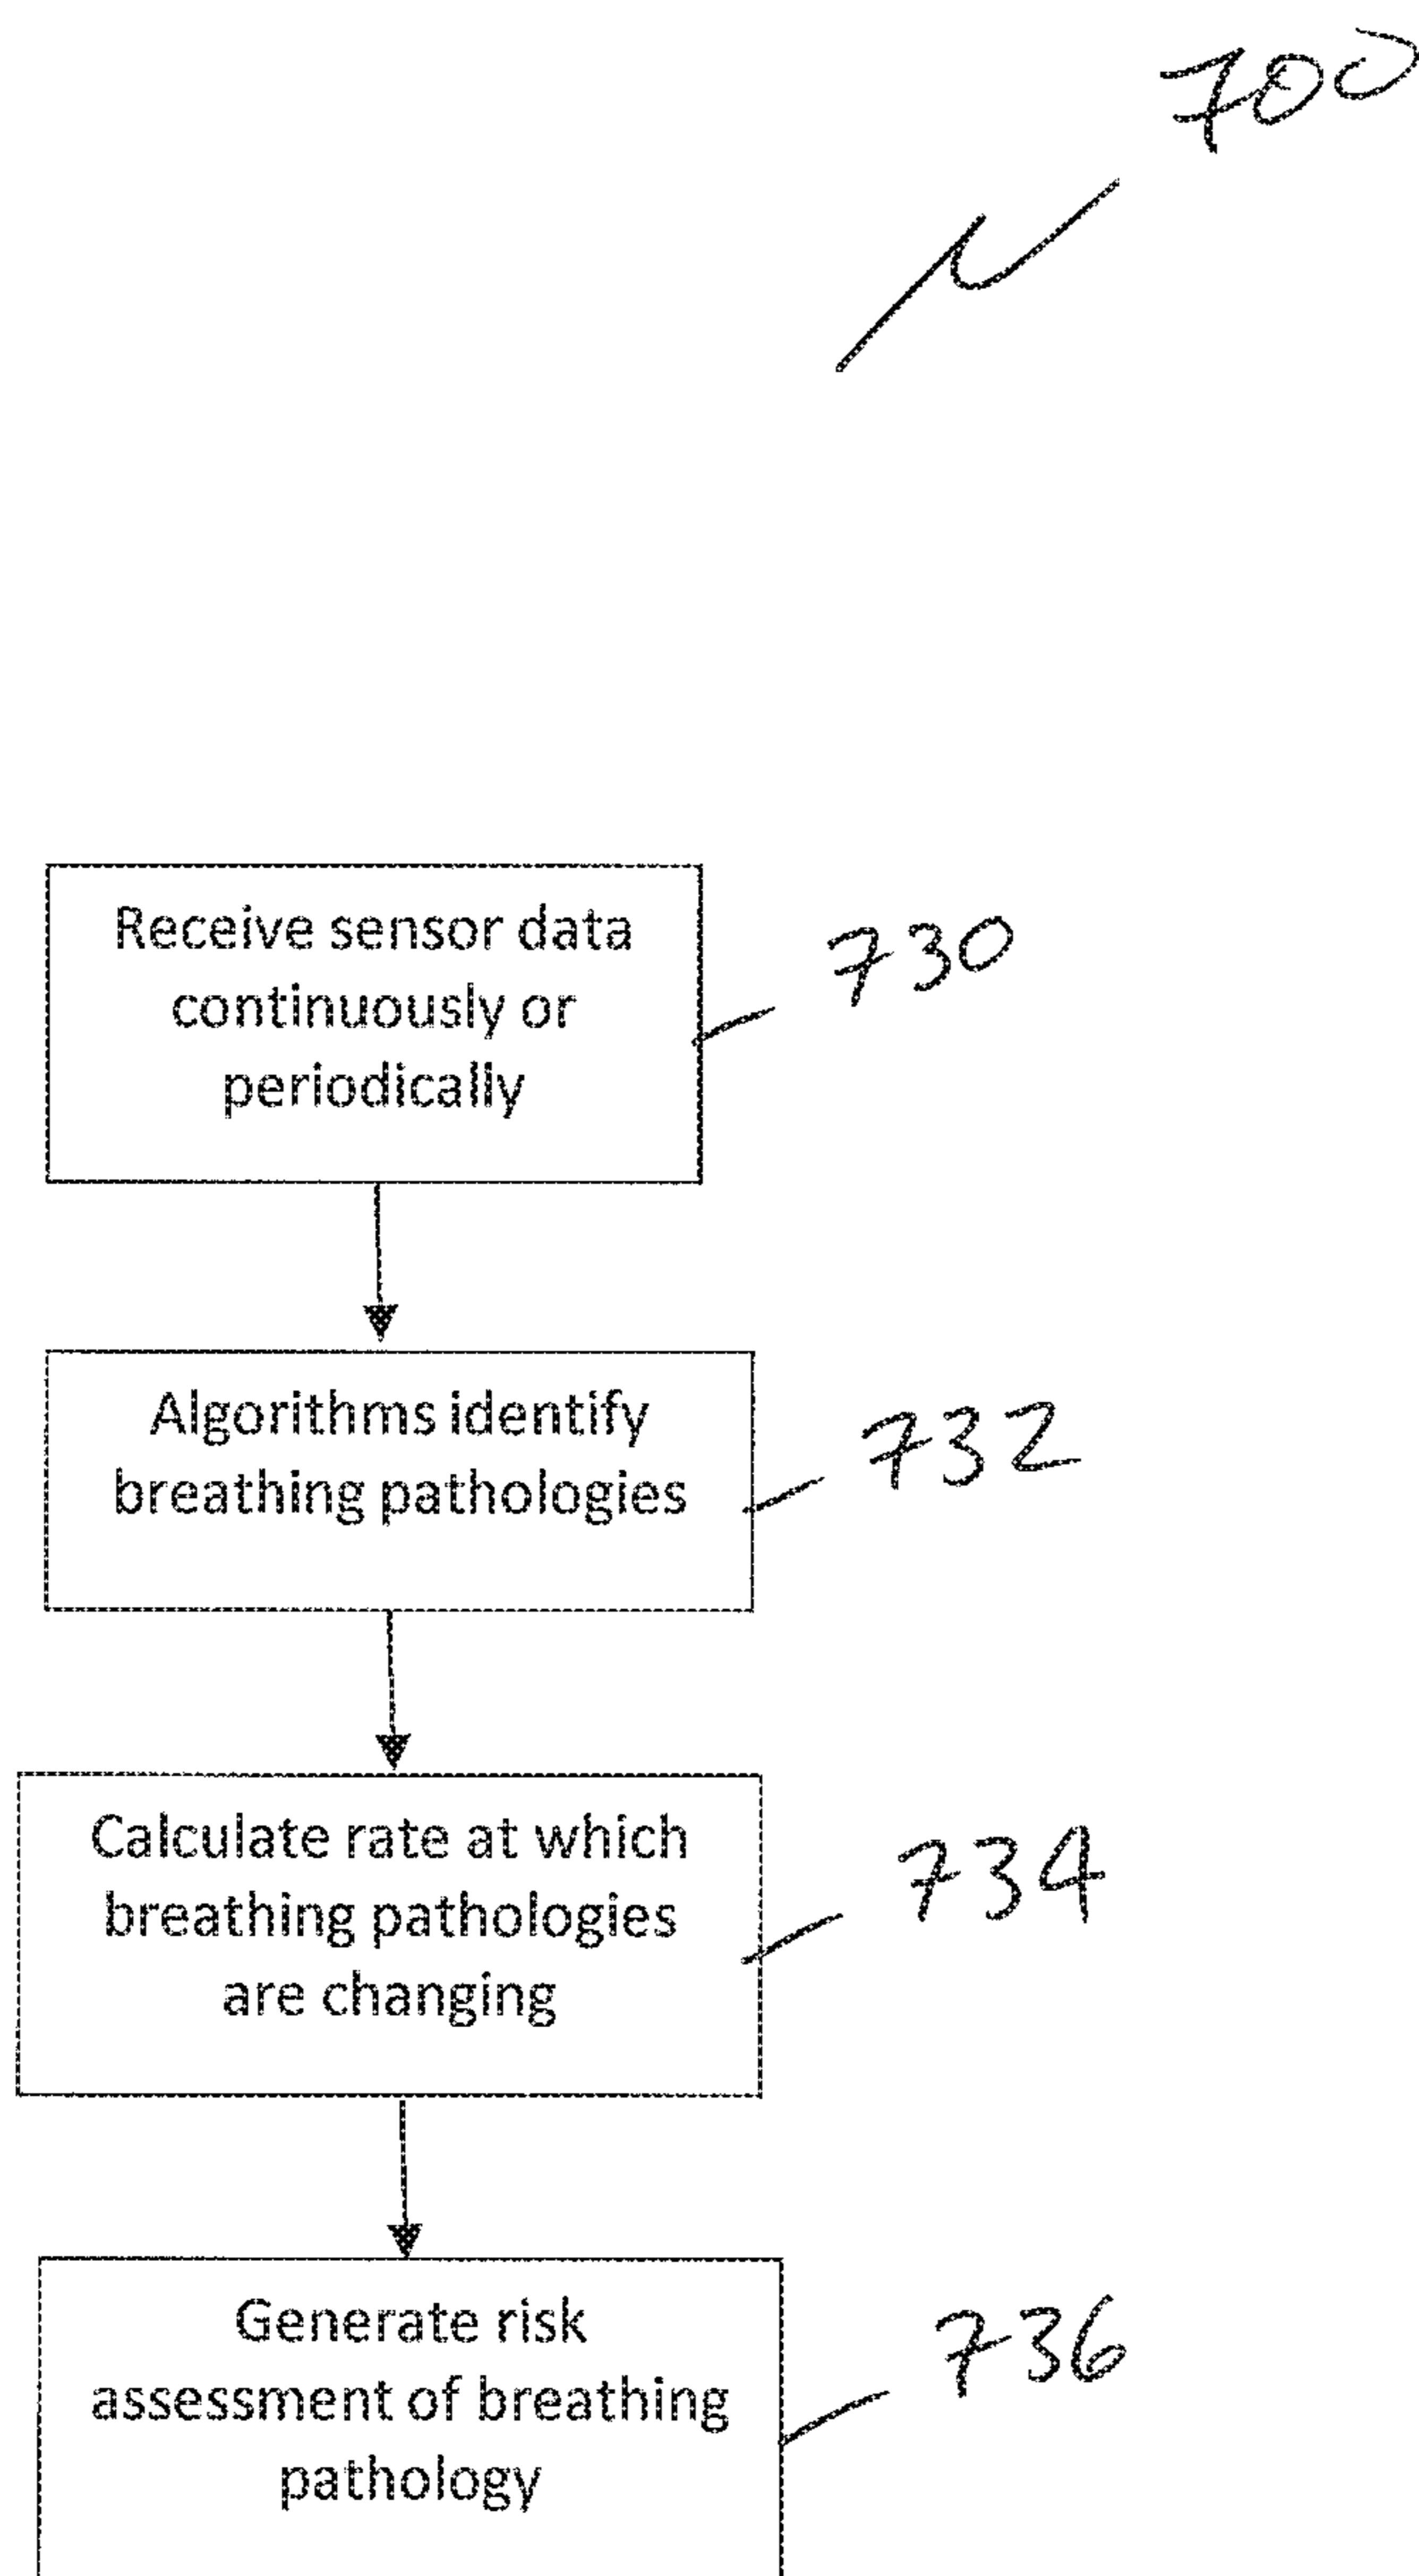 700
Receive sensor data
continuously or
periodically
730
Algorithms identify
breathing pathologies
732
Calculate rate at which
breathing pathologies
are changing
734
Generate risk
assessment of breathing
pathology
736